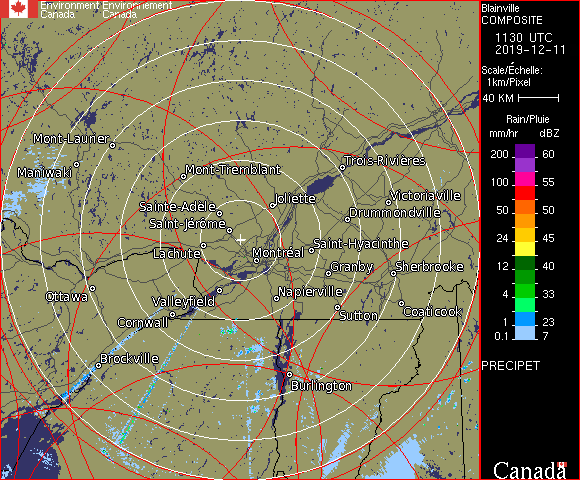 Environment Environnement
Canada Canada
Blainville
COMPOSITE
1130 UTC
2019-12-11
Scale/Échelle:
1km/Pixel
40 KM
Rain/Pluie
mm/hr dBZ
200 60
100 55
50 50
24 45
12 40
4 33
1 23
0.1 7
PRECIPET
Canada
Mont-Laurier
Maniwaki
Mont-Tremblant
Trois-Rivières
Sainte-Adèle
Joliette
Victoriaville
Saint-Jérôme
Drummondville
Lachute
Montréal
Saint-Hyacinthe
Granby
Sherbrooke
Ottawa
Valleyfield
Napierville
Cornwall
Sutton
Coaticook
Brockville
Burlington